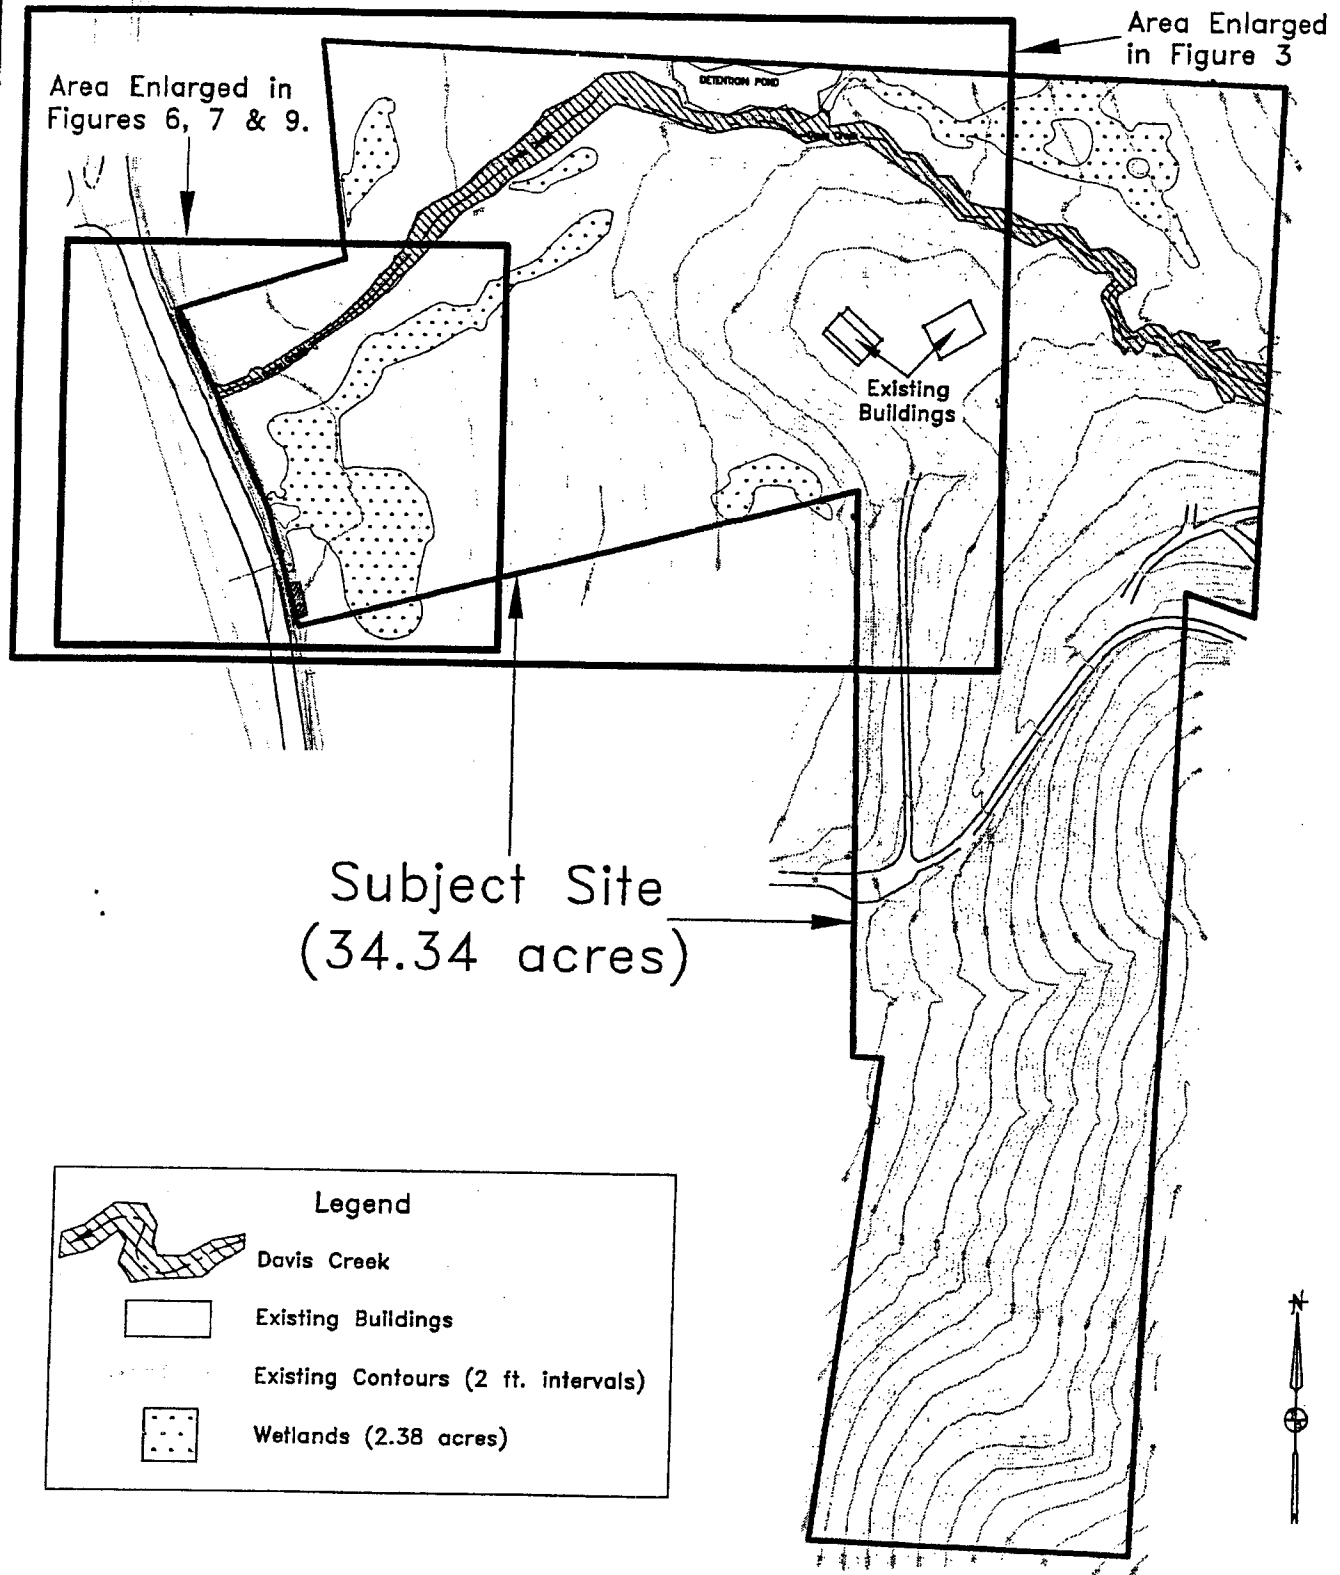 Area Enlarged
in Figure 3
Area Enlarged in
Figures 6, 7 & 9.
DETENTION POND
Existing
Buildings
Subject Site
(34.34 acres)
Legend
Davis Creek
Existing Buildings
Existing Contours (2 ft. intervals)
Wetlands (2.38 acres)
N